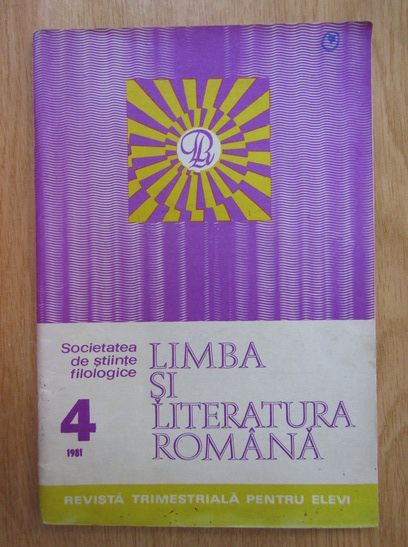 Societatea
de științe
filologice
4
1981
LIMBA
ȘI
LITERATURA
ROMÂNĂ
REVISTĂ TRIMESTRIALĂ PENTRU ELEVI